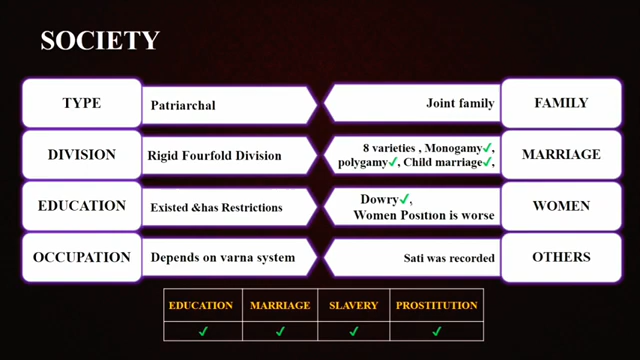 SOCIETY
TYPE
Patriarchal
Joint family
FAMILY
DIVISION
Rigid Fourfold Division
8 varieties , Monogamy✓,
polygamy✓, Child marriage✓,
MARRIAGE
EDUCATION
Existed &has Restrictions
Dowry✓,
Women Position is worse
WOMEN
OCCUPATION
Depends on varna system
Sati was recorded
OTHERS
EDUCATION MARRIAGE SLAVERY PROSTITUTION
✓ ✓ ✓ ✓